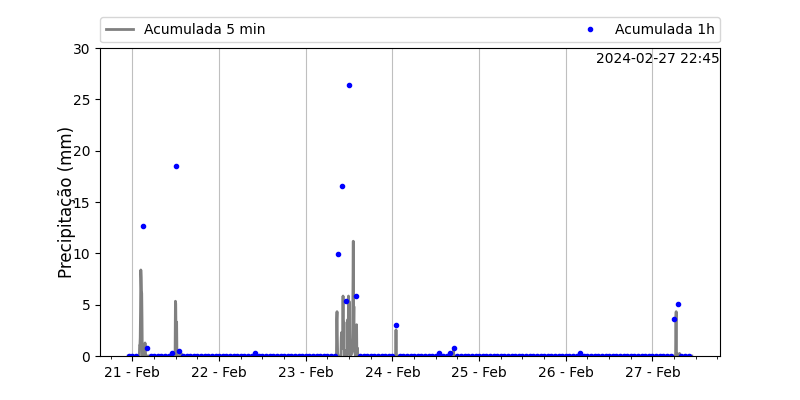 Acumulada 5 min
Acumulada 1h
2024-02-27 22:45
Precipitação (mm)
30
25
20
15
10
5
0
21 - Feb
22 - Feb
23 - Feb
24 - Feb
25 - Feb
26 - Feb
27 - Feb